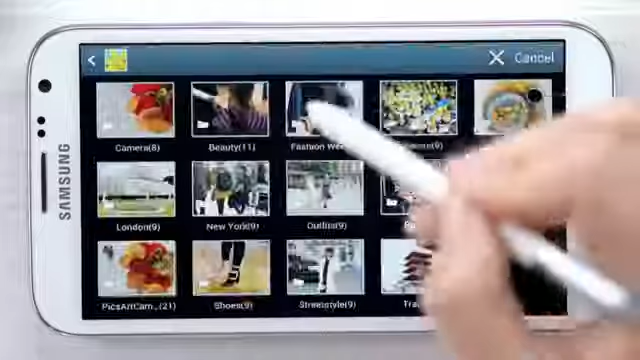 SAMSUNG
Cancel
Camera(8)
Beauty(11)
Fashion
London(9)
New York(9)
Outfits(9)
PicsArtCam...(21)
Shoes(9)
Streetstyle(9)